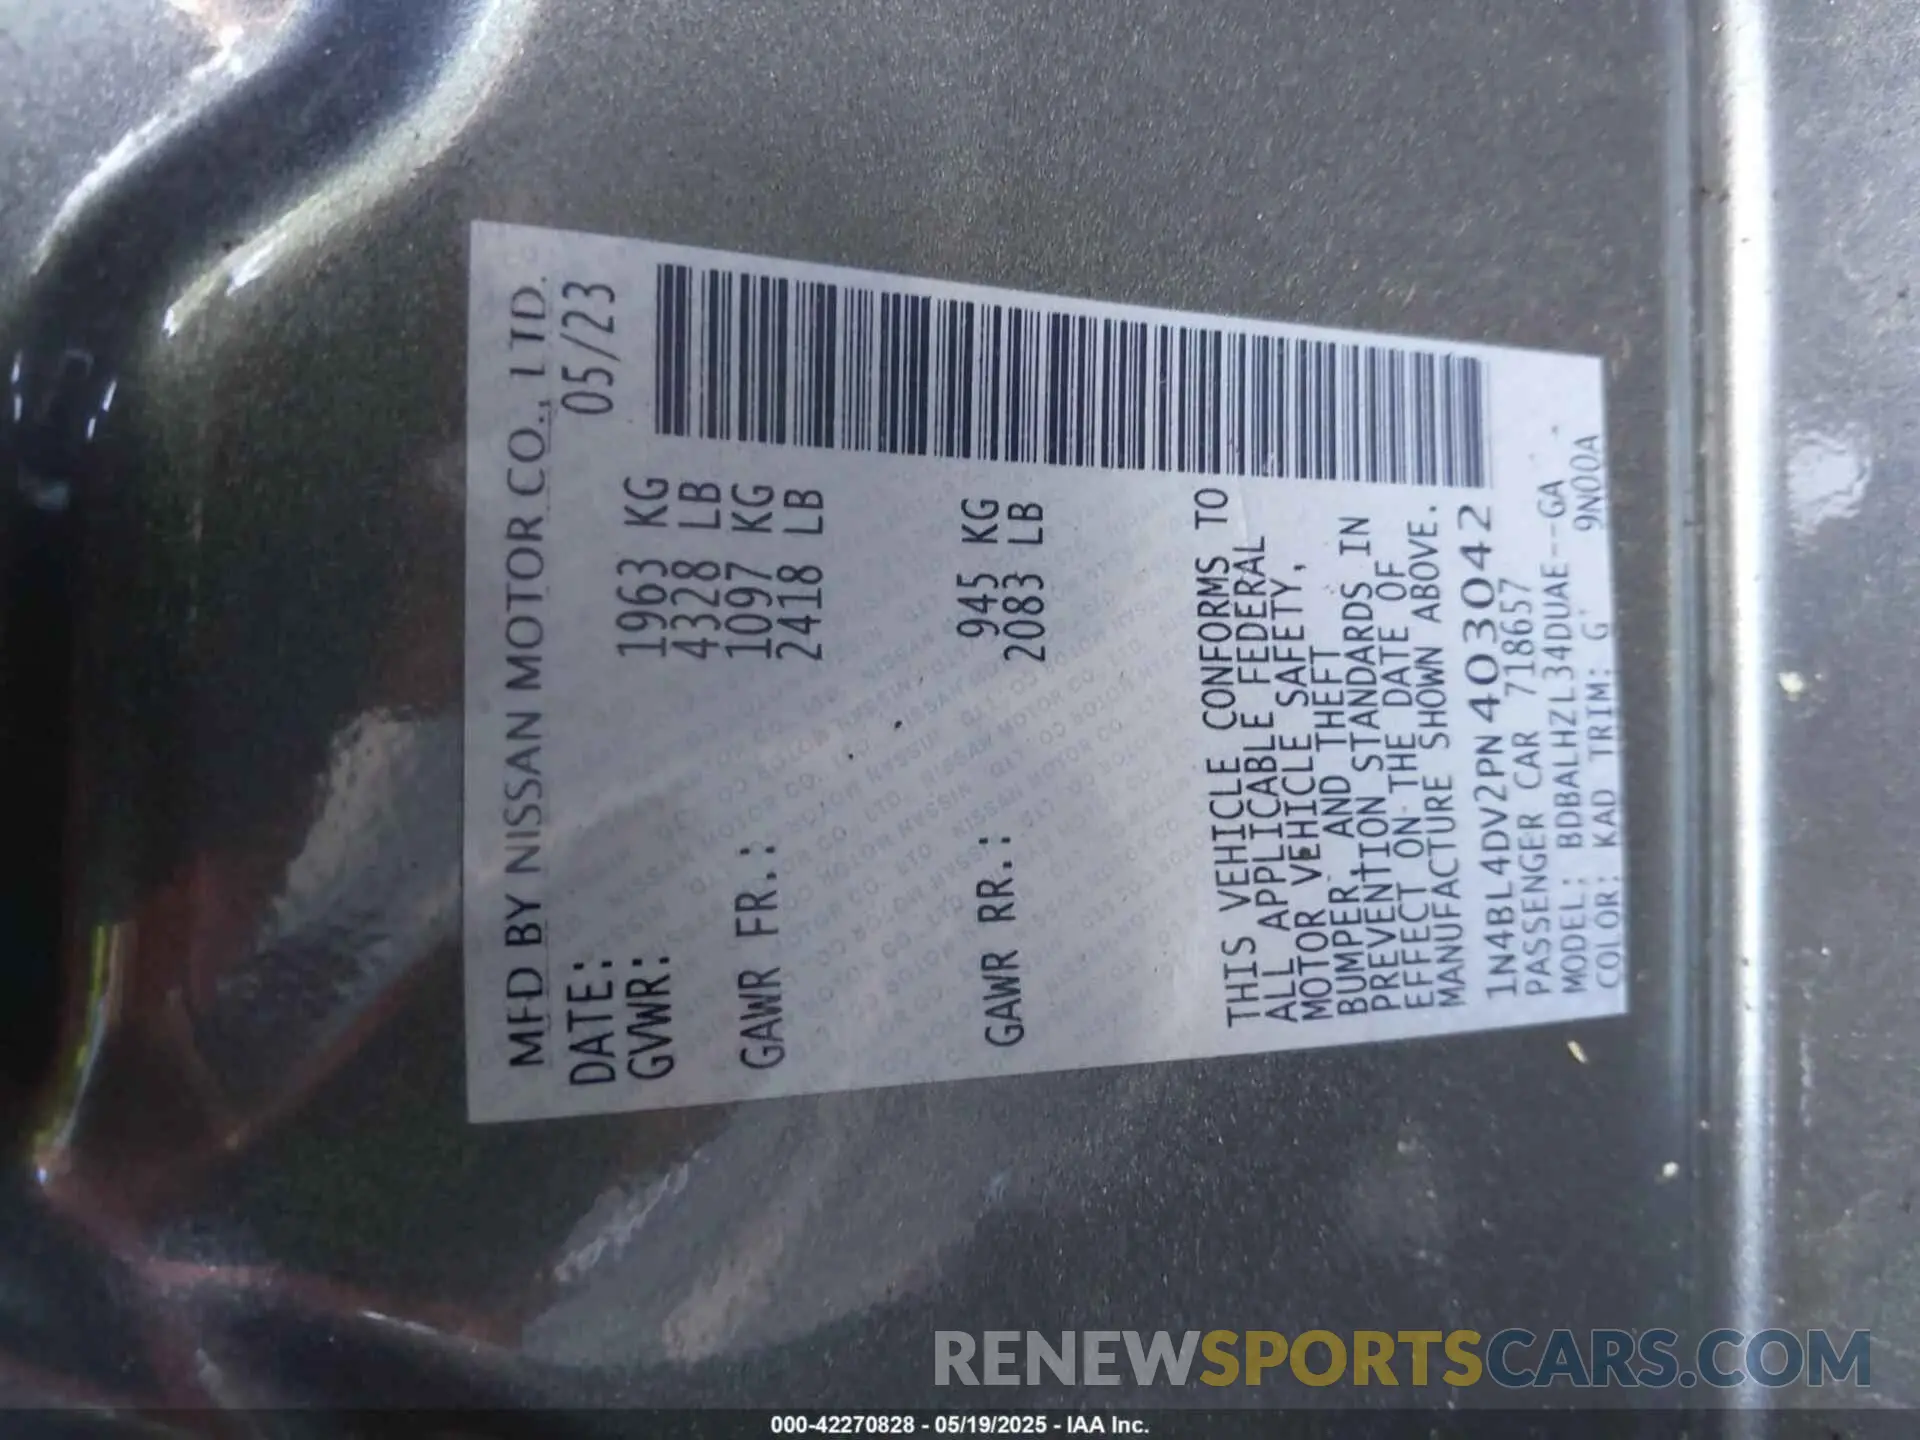 MFD BY NISSAN MOTOR CO., LTD.
DATE: 05/23
GVWR: 1963 KG
4328 LB
GAWR FR.: 1097 KG
2418 LB
GAWR RR.: 945 KG
2083 LB
THIS VEHICLE CONFORMS TO
ALL APPLICABLE FEDERAL
MOTOR VEHICLE SAFETY,
BUMPER, AND THEFT
PREVENTION STANDARDS IN
EFFECT ON THE DATE OF
MANUFACTURE SHOWN ABOVE.
1N4BL4DV2PN403042
PASSENGER CAR 718657
MODEL: BDBALHZL34DUAE--GA
COLOR: KAD TRIM: G 9N00A
RENEWSPORTSCARS.COM
000-42270828 - 05/19/2025 - IAA Inc.